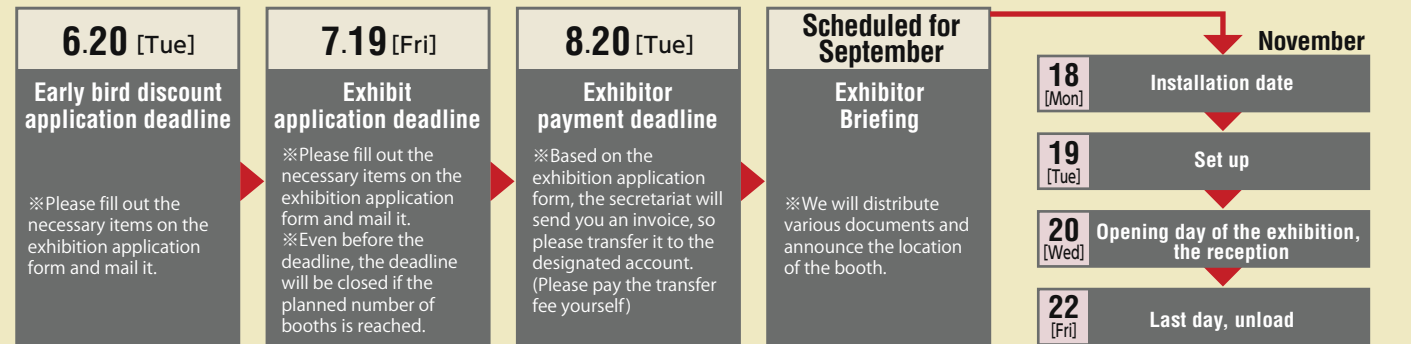 6.20 [Tue]
Early bird discount
application deadline
※Please fill out the
necessary items on the
exhibition application
form and mail it.
7.19 [Fri]
Exhibit
application deadline
※Please fill out the
necessary items on the
exhibition application
form and mail it.
※Even before the
deadline, the deadline
will be closed if the
planned number of
booths is reached.
8.20 [Tue]
Exhibitor
payment deadline
※Based on the
exhibition application
form, the secretariat will
send you an invoice, so
please transfer it to the
designated account.
(Please pay the transfer
fee yourself)
Scheduled for
September
Exhibitor
Briefing
※We will distribute
various documents and
announce the location
of the booth.
November
18
[Mon]
Installation date
19
[Tue]
Set up
20
[Wed]
Opening day of the exhibition,
the reception
22
[Fri]
Last day, unload